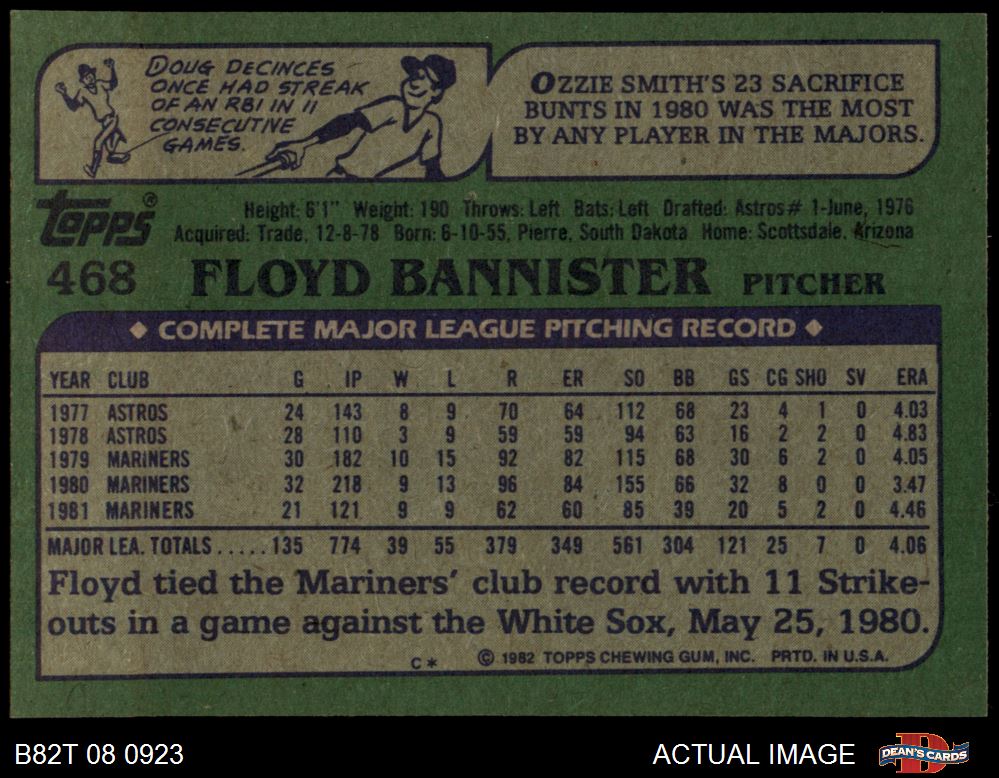 DOUG DECINCES
ONCE HAD STREAK
OF AN RBI IN 11
CONSECUTIVE
GAMES.
OZZIE SMITH'S 23 SACRIFICE
BUNTS IN 1980 WAS THE MOST
BY ANY PLAYER IN THE MAJORS.
topps®
Height: 6'1" Weight: 190 Throws: Left Bats: Left Drafted: Astros# 1-June, 1976
Acquired: Trade, 12-8-78 Born: 6-10-55, Pierre, South Dakota Home: Scottsdale, Arizona
468 FLOYD BANNISTER PITCHER
◆ COMPLETE MAJOR LEAGUE PITCHING RECORD ◆
YEAR CLUB G IP W L R ER SO BB GS CG SHO SV ERA
1977 ASTROS 24 143 8 9 70 64 112 68 23 4 1 0 4.03
1978 ASTROS 28 110 3 9 59 59 94 63 16 2 2 0 4.83
1979 MARINERS 30 182 10 15 92 82 115 68 30 6 2 0 4.05
1980 MARINERS 32 218 9 13 96 84 155 66 32 8 0 0 3.47
1981 MARINERS 21 121 9 9 62 60 85 39 20 5 2 0 4.46
MAJOR LEA. TOTALS ..... 135 774 39 55 379 349 561 304 121 25 7 0 4.06
Floyd tied the Mariners' club record with 11 Strike-
outs in a game against the White Sox, May 25, 1980.
C* © 1982 TOPPS CHEWING GUM, INC. PRTD. IN U.S.A.
B82T 08 0923 ACTUAL IMAGE DEAN'S CARDS